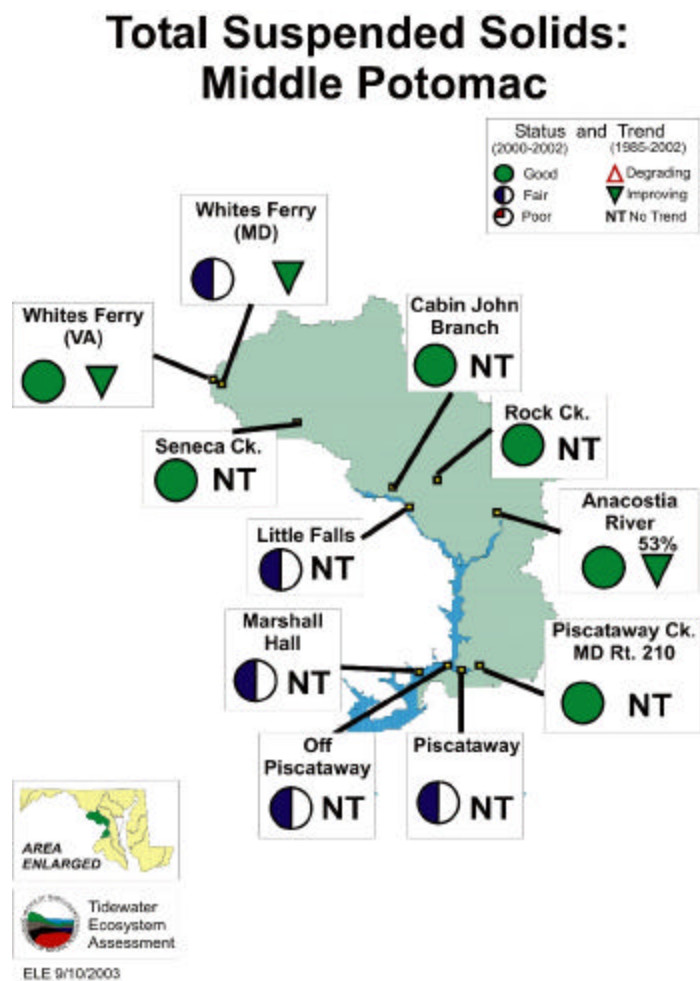 Total Suspended Solids:
Middle Potomac
Status and Trend
(2000-2002) (1985-2002)
Good
Degrading
Fair
Improving
Poor
NT No Trend
Whites Ferry
(MD)
Whites Ferry
(VA)
Cabin John
Branch
NT
Rock Ck.
NT
Seneca Ck.
NT
Anacostia
River
53%
Little Falls
NT
Marshall
Hall
NT
Piscataway Ck.
MD Rt. 210
NT
Off
Piscataway
NT
Piscataway
NT
AREA
ENLARGED
Tidewater
Ecosystem
Assessment
ELE 9/10/2003